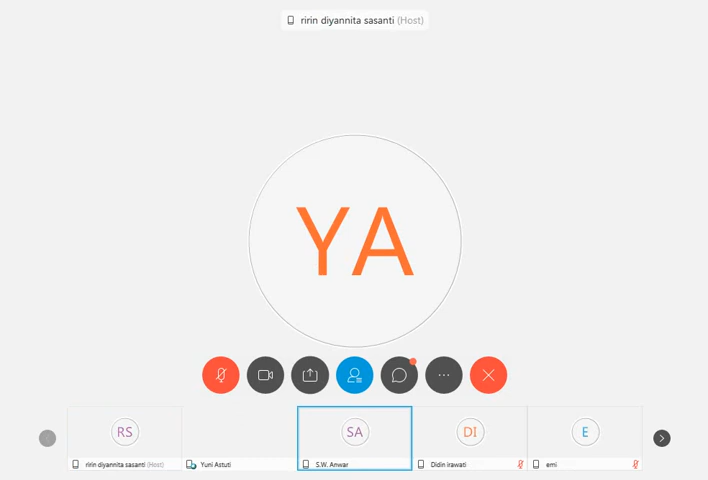 ririn diyannita sasanti (Host)
YA
RS
SA
DI
E
ririn diyannita sasanti (Host)
Yuni Astuti
S.W. Anwar
Didin irawati
emi